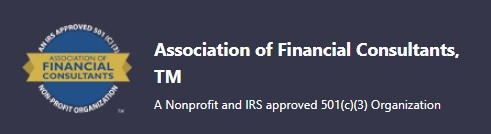 AN IRS APPROVED 501 (C)(3)
ASSOCIATION OF
FINANCIAL
CONSULTANTS
NON-PROFIT ORGANIZATION
TM
Association of Financial Consultants,
TM
A Nonprofit and IRS approved 501(c)(3) Organization